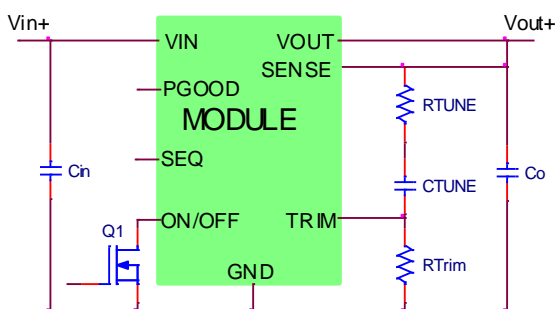 Vin+
Vout+
VIN
VOUT
SENSE
PGOOD
RTUNE
MODULE
SEQ
Cin
CTUNE
Co
Q1
ON/OFF
TRIM
RTrim
GND